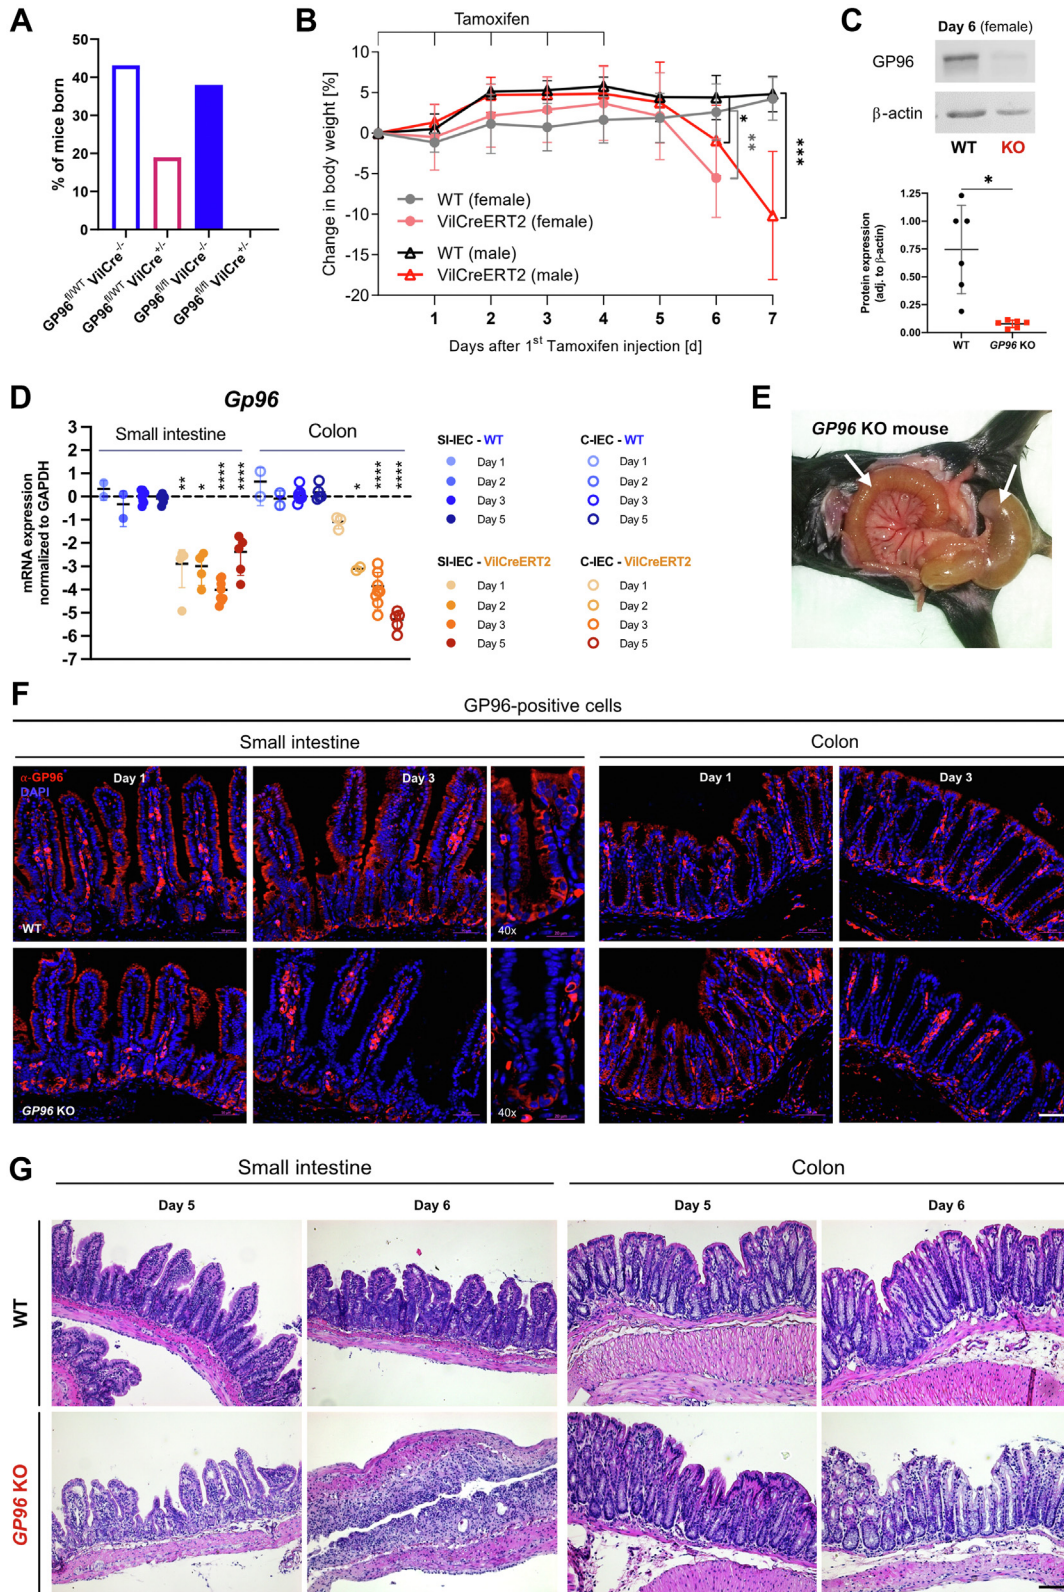 A
% of mice born
50
40
30
20
10
0
GP96fl/WT VilCre-/-
GP96fl/WT VilCre+/-
GP96fl/fl VilCre-/-
GP96fl/fl VilCre+/-
B
Tamoxifen
Change in body weight [%]
10
5
0
-5
-10
-15
-20
WT (female)
VilCreERT2 (female)
WT (male)
VilCreERT2 (male)
*
**
***
1 2 3 4 5 6 7
Days after 1st Tamoxifen injection [d]
C
Day 6 (female)
GP96
β-actin
WT KO
*
Protein expression
(adj. to β-actin)
1.25
1.00
0.75
0.50
0.25
0.00
WT GP96 KO
D
Gp96
Small intestine Colon
mRNA expression
normalized to GAPDH
3
2
1
0
-1
-2
-3
-4
-5
-6
-7
** * **** **** * **** ****
SI-IEC - WT
Day 1
Day 2
Day 3
Day 5
C-IEC - WT
Day 1
Day 2
Day 3
Day 5
SI-IEC - VilCreERT2
Day 1
Day 2
Day 3
Day 5
C-IEC - VilCreERT2
Day 1
Day 2
Day 3
Day 5
E
GP96 KO mouse
F
GP96-positive cells
Small intestine Colon
α-GP96
DAPI
Day 1 Day 3 Day 1 Day 3
WT
40x
GP96 KO
40x
G
Small intestine Colon
Day 5 Day 6 Day 5 Day 6
WT
GP96 KO